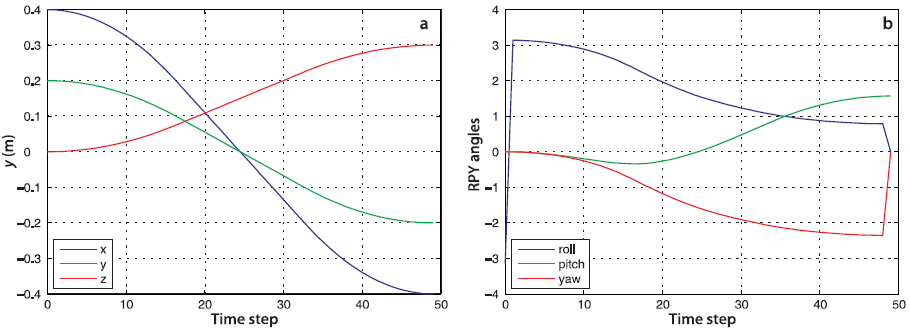 a
0.4
0.3
0.2
0.1
0
−0.1
−0.2
−0.3
−0.4
y (m)
x
y
z
0 10 20 30 40 50
Time step
b
4
3
2
1
0
−1
−2
−3
−4
RPY angles
roll
pitch
yaw
0 10 20 30 40 50
Time step